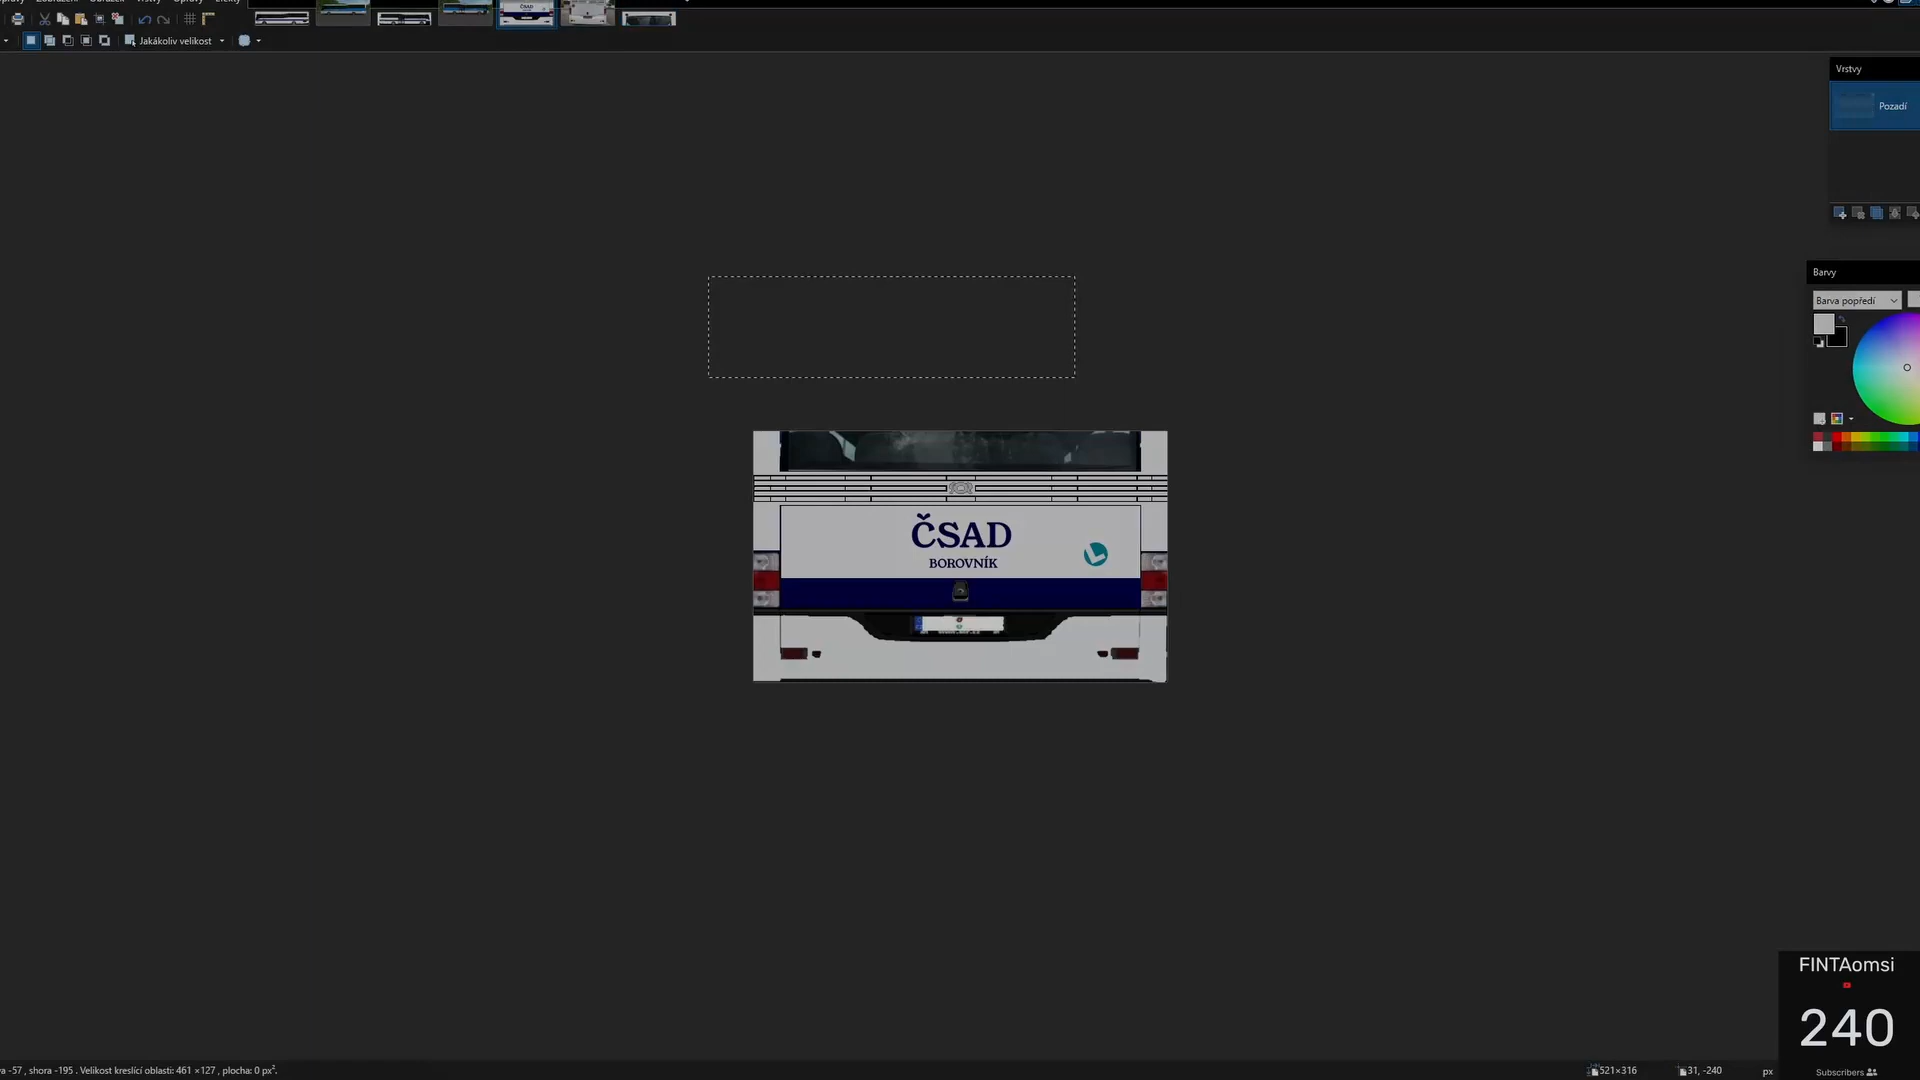 Jakákoliv velikost
Vrstvy
Pozadí
Barvy
Barva popředí
ČSAD
BOROVNÍK
FINTAomsi
240
Subscribers
-57 , shora -195 . Velikost kreslící oblasti: 461 ×127 , plocha: 0 px².
521×316
31, -240
px